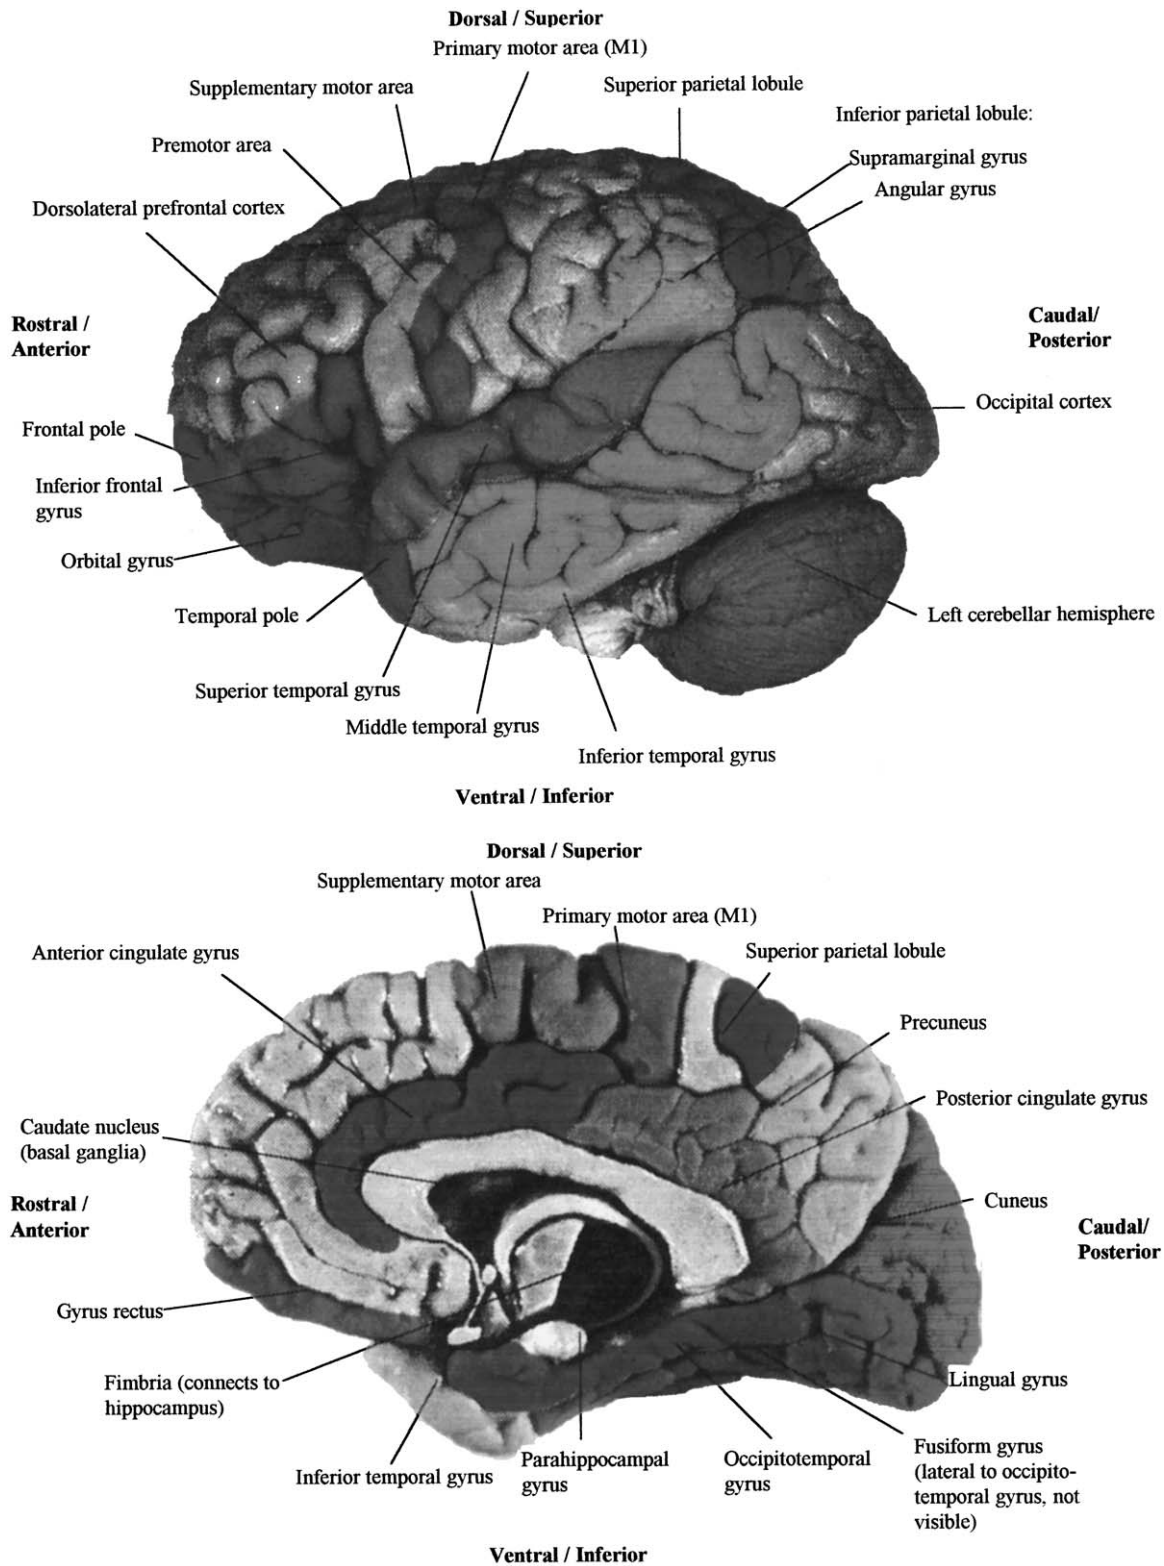 Dorsal / Superior
Primary motor area (M1)
Supplementary motor area
Superior parietal lobule
Inferior parietal lobule:
Premotor area
Supramarginal gyrus
Angular gyrus
Dorsolateral prefrontal cortex
Rostral /
Anterior
Caudal/
Posterior
Occipital cortex
Frontal pole
Inferior frontal
gyrus
Orbital gyrus
Temporal pole
Left cerebellar hemisphere
Superior temporal gyrus
Middle temporal gyrus
Inferior temporal gyrus
Ventral / Inferior
Dorsal / Superior
Supplementary motor area
Primary motor area (M1)
Anterior cingulate gyrus
Superior parietal lobule
Precuneus
Posterior cingulate gyrus
Caudate nucleus
(basal ganglia)
Rostral /
Anterior
Cuneus
Caudal/
Posterior
Gyrus rectus
Fimbria (connects to
hippocampus)
Lingual gyrus
Inferior temporal gyrus
Parahippocampal
gyrus
Occipitotemporal
gyrus
Fusiform gyrus
(lateral to occipito-
temporal gyrus, not
visible)
Ventral / Inferior